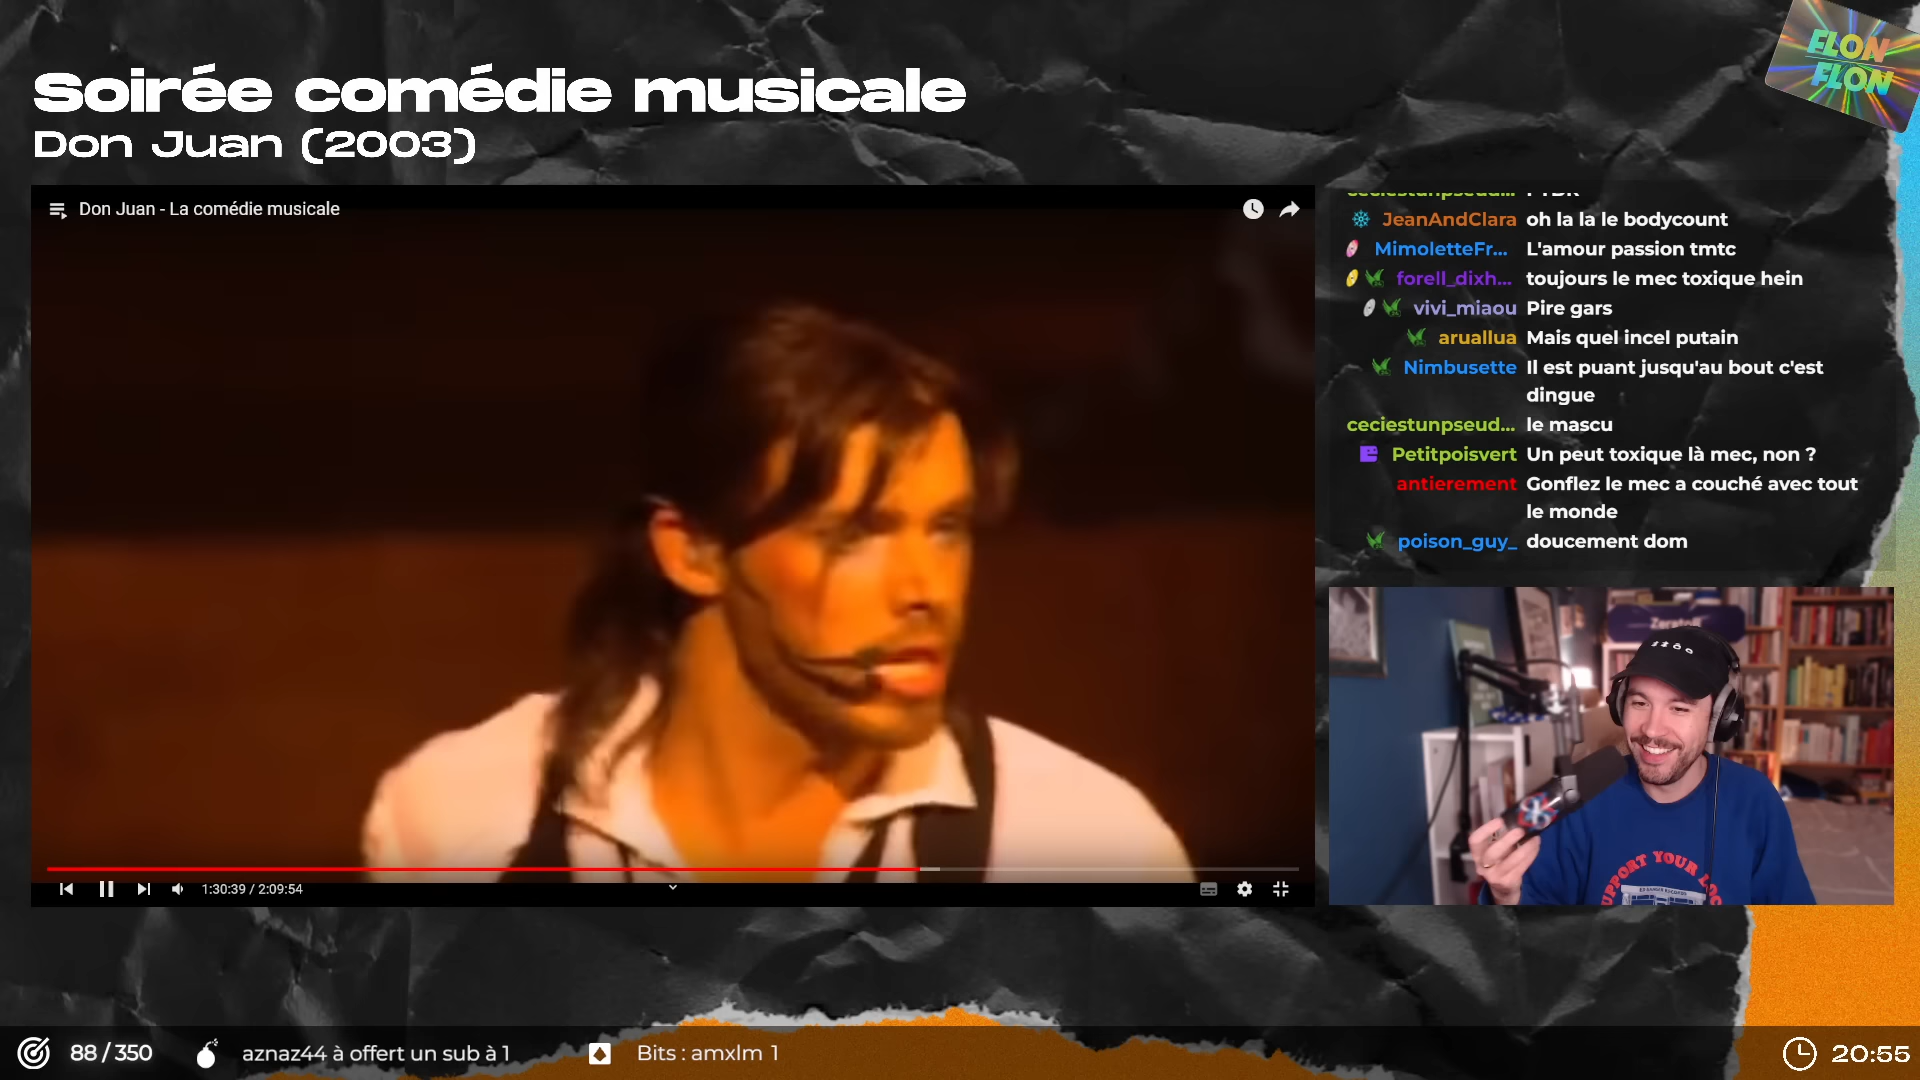 Soirée comédie musicale
Don Juan (2003)
FLON
FLON
Don Juan - La comédie musicale
JeanAndClara oh la la le bodycount
MimoletteFr... L'amour passion tmtc
forell_dixh... toujours le mec toxique hein
vivi_miaou Pire gars
aruallua Mais quel incel putain
Nimbusette Il est puant jusqu'au bout c'est
dingue
ceciestunpseud... le mascu
Petitpoisvert Un peut toxique là mec, non ?
antierement Gonflez le mec a couché avec tout
le monde
poison_guy_ doucement dom
SUPPORT YOUR LOC
1:30:39 / 2:09:54
88 / 350
aznaz44 à offert un sub à 1
Bits : amxlm 1
20:55